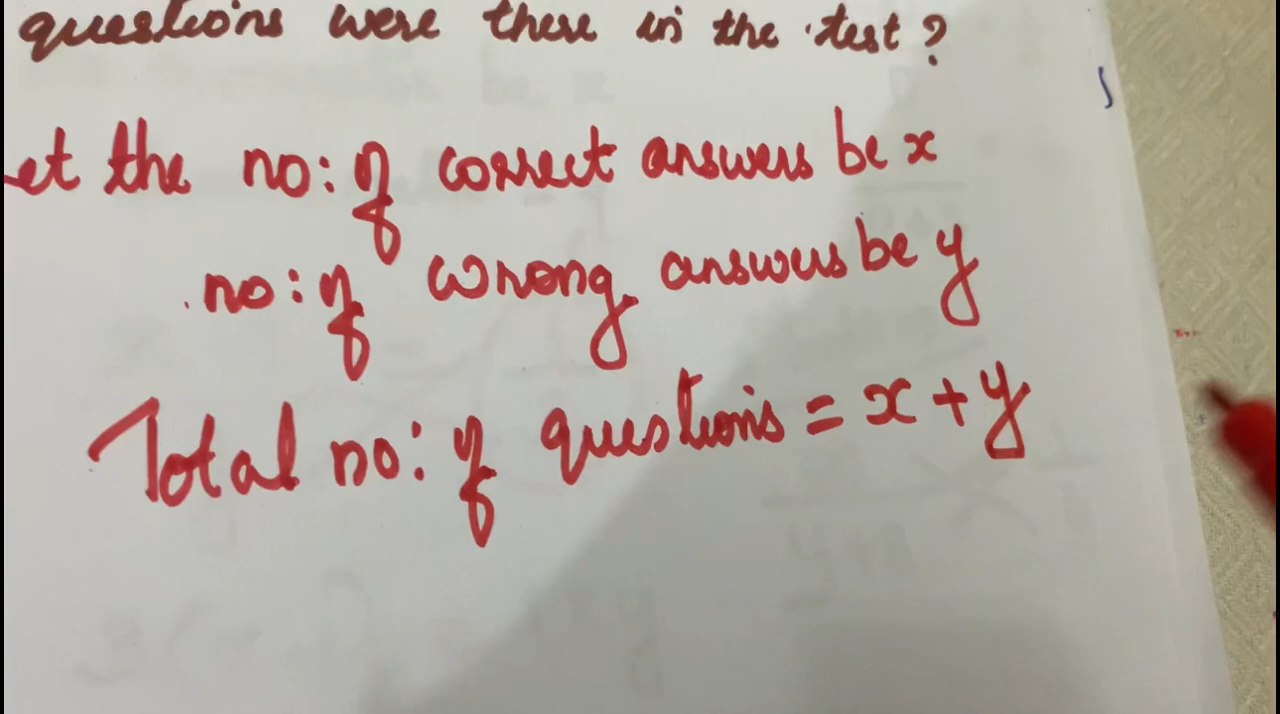 questions were there in the test?
et the no: of correct answers be x
no: of wrong answers be y
Total no: of questions = x + y